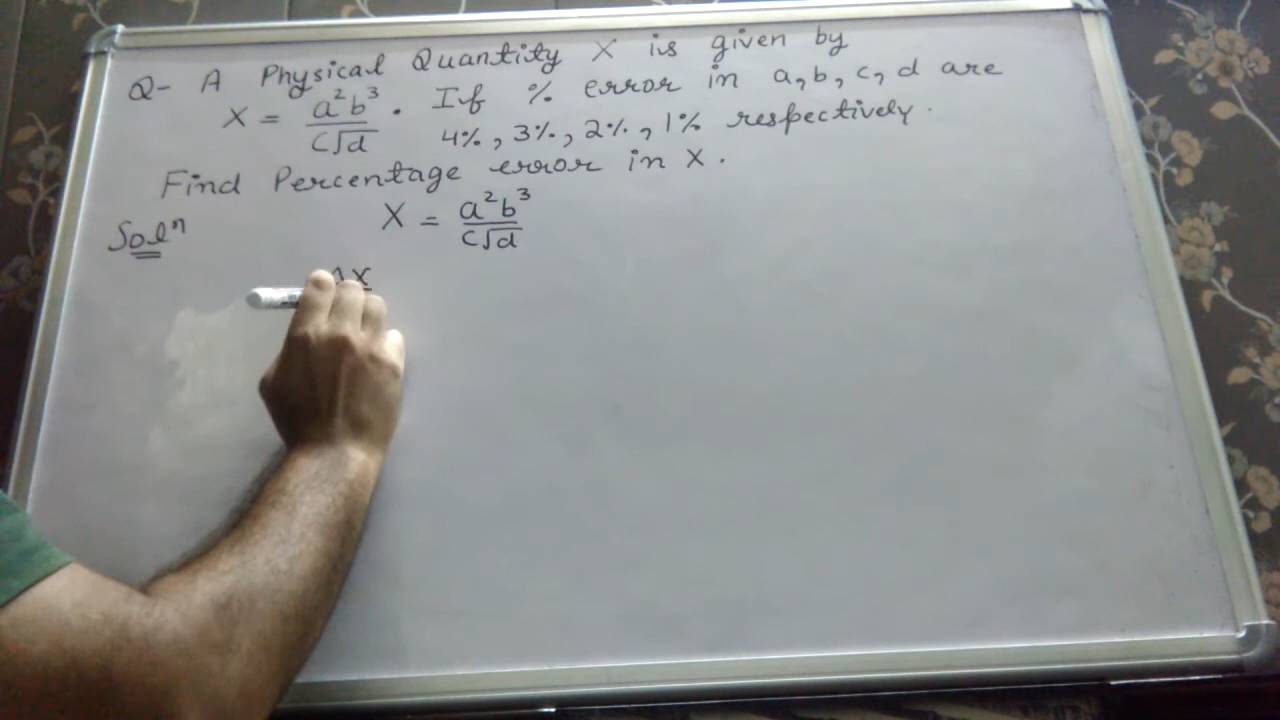 Q- A Physical Quantity X is given by
X = a²b³/c√d . If % error in a, b, c, d are
4%, 3%, 2%, 1% respectively.
Find Percentage error in X.
Solⁿ X = a²b³/c√d
ΔX